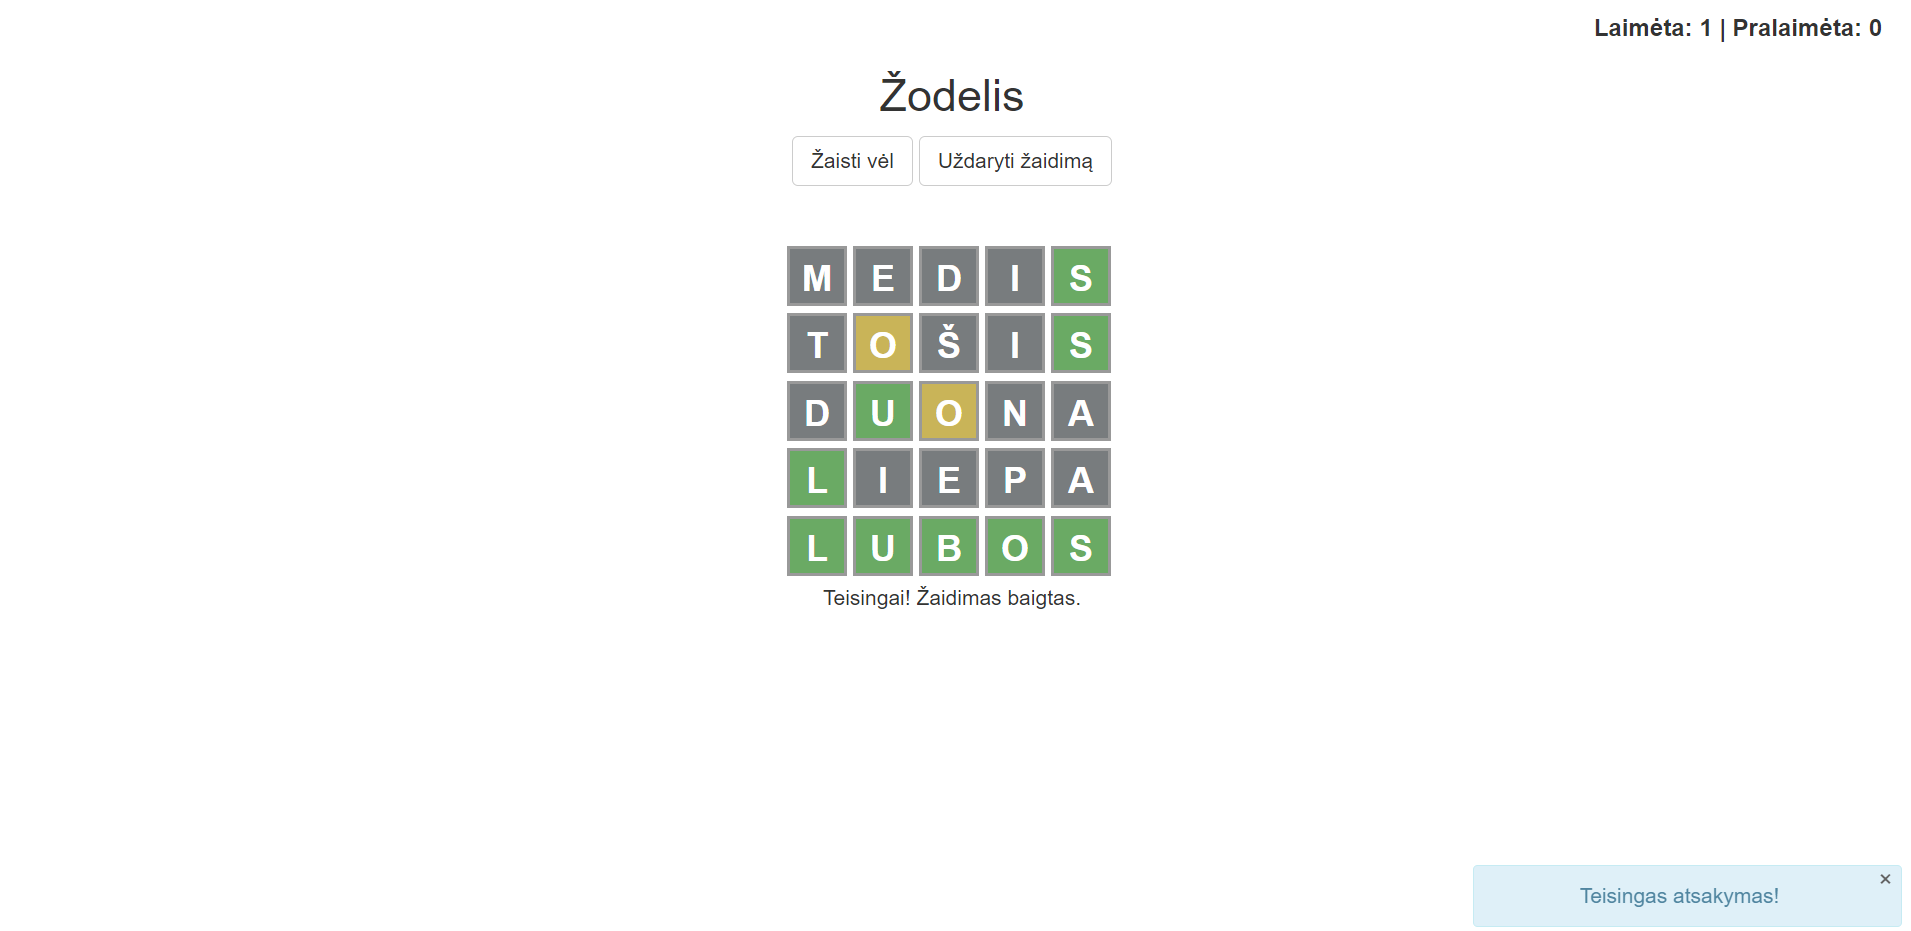 Laimėta: 1 | Pralaimėta: 0
Žodelis
Žaisti vėl Uždaryti žaidimą
M E D I S
T O Š I S
D U O N A
L I E P A
L U B O S
Teisingai! Žaidimas baigtas.
×
Teisingas atsakymas!